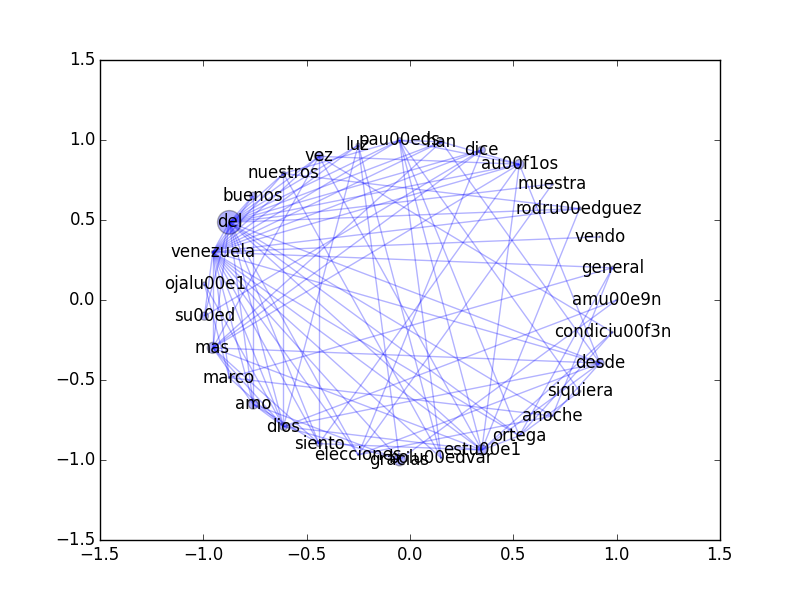 1.5
1.0
0.5
0.0
−0.5
−1.0
−1.5
pau00eds
han
luz
dice
vez
au00f1os
nuestros
muestra
buenos
rodru00edguez
del
vendo
venezuela
general
ojalu00e1
amu00e9n
su00ed
condiciu00f3n
mas
desde
marco
siquiera
amo
anoche
dios
ortega
siento
estu00e1
elecciones
gracias
bolu00edvar
−1.5 −1.0 −0.5 0.0 0.5 1.0 1.5